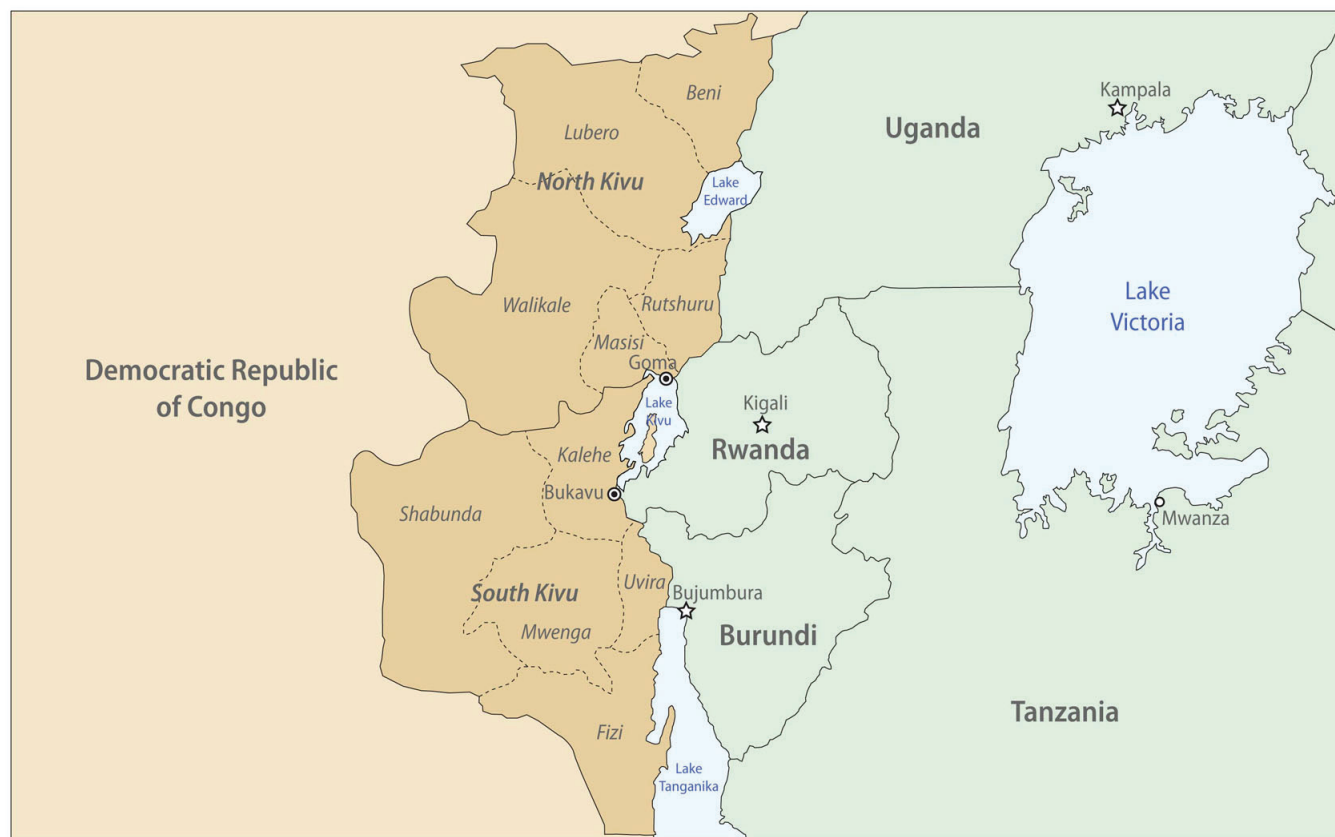 Kampala
Beni
Uganda
Lubero
North Kivu
Lake
Edward
Lake
Victoria
Walikale
Rutshuru
Masisi
Goma
Democratic Republic
of Congo
Lake
Kivu
Kigali
Rwanda
Kalehe
Bukavu
Shabunda
Mwanza
Uvira
South Kivu
Bujumbura
Mwenga
Burundi
Tanzania
Fizi
Lake
Tanganika